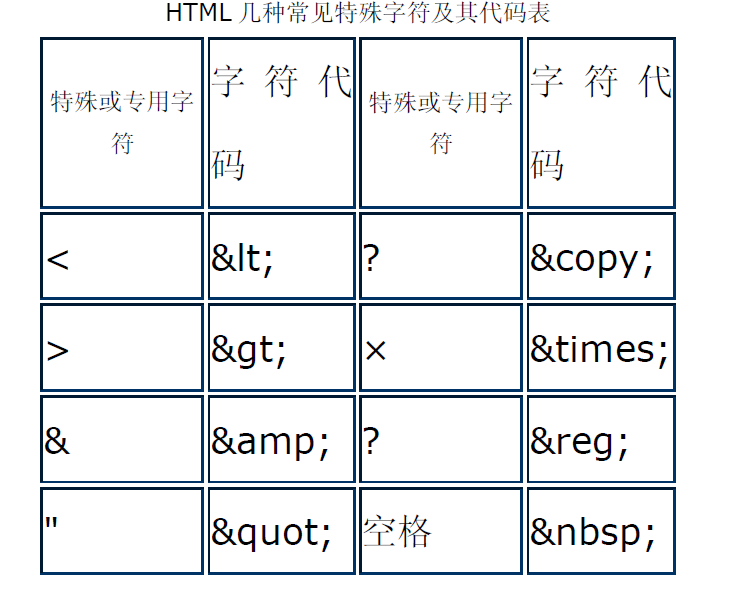 HTML 几种常见特殊字符及其代码表
特殊或专用字 字符代 特殊或专用字 字符代
符 码 符 码
< &lt; ? &copy;
> &gt; × &times;
& &amp; ? &reg;
" &quot; 空格 &nbsp;